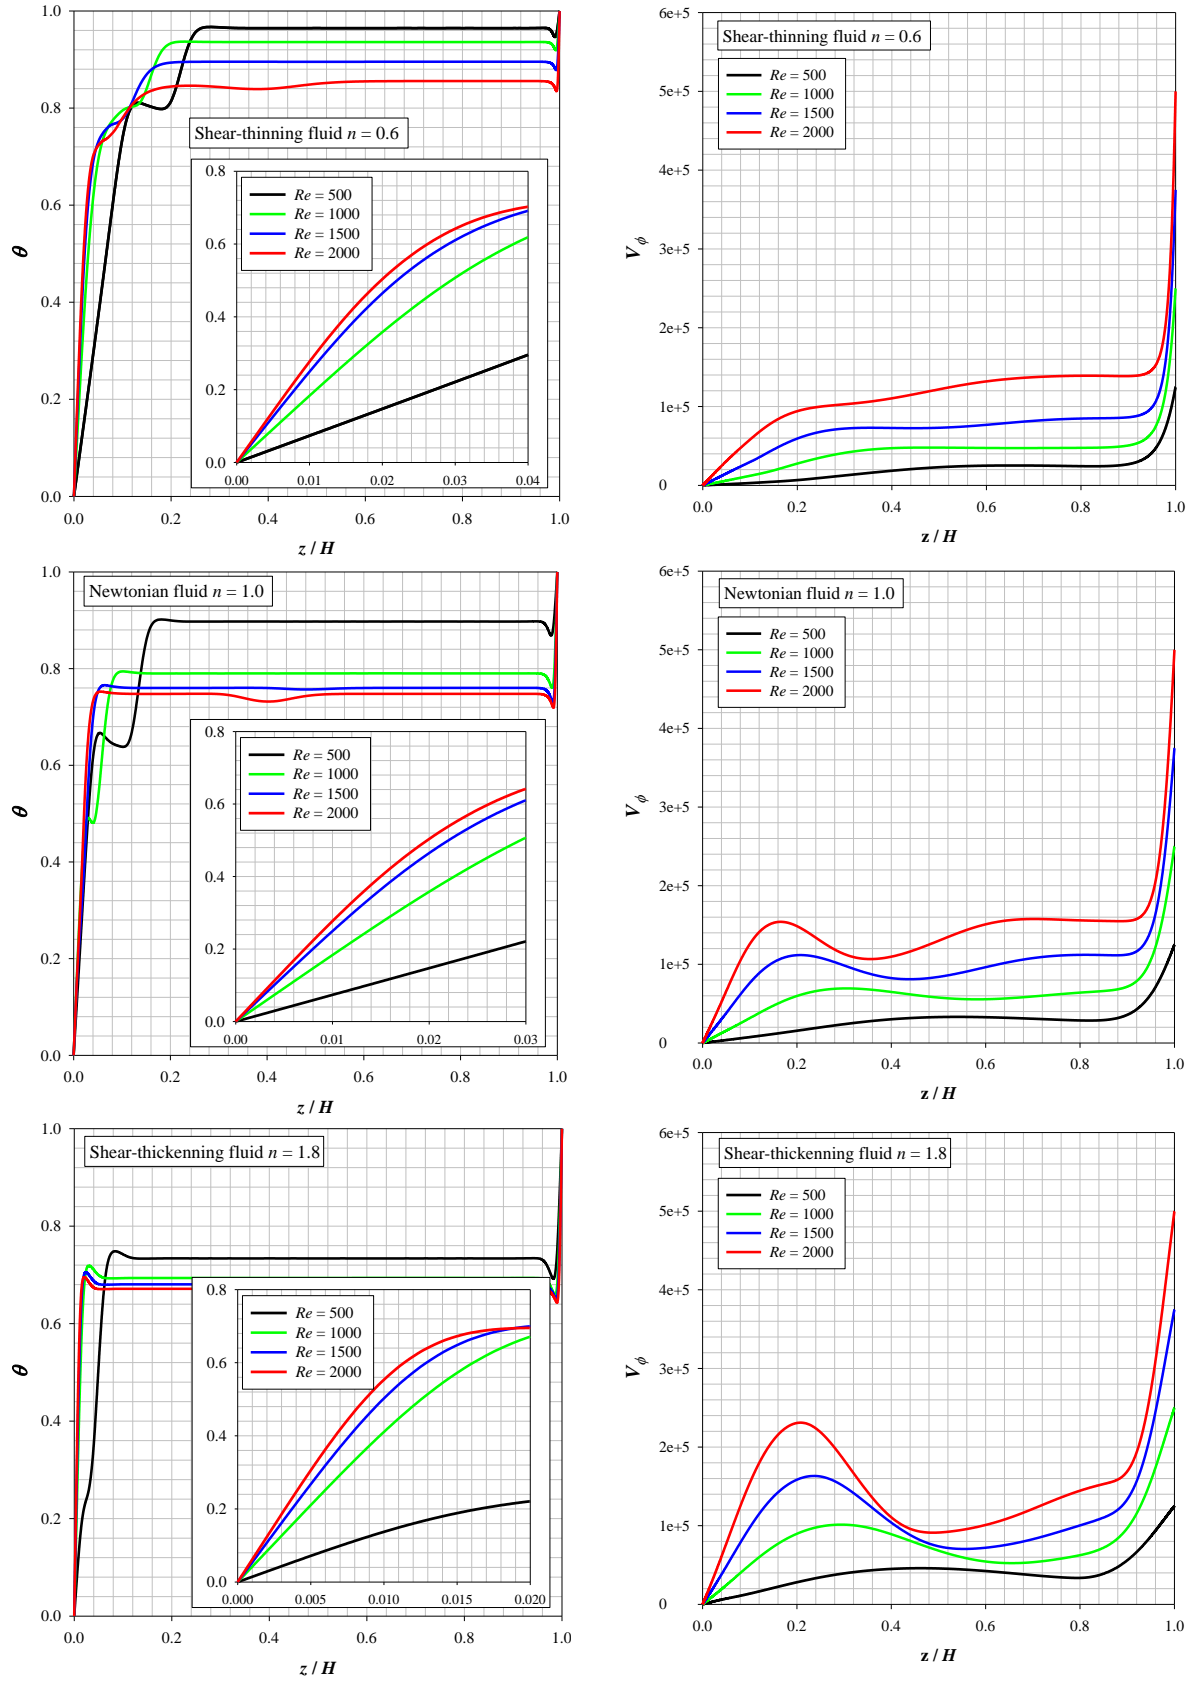 1.0
0.8
0.6
0.4
0.2
0.0
θ
Shear-thinning fluid n = 0.6
0.8
0.6
0.4
0.2
0.0
Re = 500
Re = 1000
Re = 1500
Re = 2000
0.00 0.01 0.02 0.03 0.04
0.0 0.2 0.4 0.6 0.8 1.0
z / H
6e+5
5e+5
4e+5
3e+5
2e+5
1e+5
0
Vϕ
Shear-thinning fluid n = 0.6
Re = 500
Re = 1000
Re = 1500
Re = 2000
0.0 0.2 0.4 0.6 0.8 1.0
z / H
1.0
0.8
0.6
0.4
0.2
0.0
θ
Newtonian fluid n = 1.0
0.8
0.6
0.4
0.2
0.0
Re = 500
Re = 1000
Re = 1500
Re = 2000
0.00 0.01 0.02 0.03
0.0 0.2 0.4 0.6 0.8 1.0
z / H
6e+5
5e+5
4e+5
3e+5
2e+5
1e+5
0
Vϕ
Newtonian fluid n = 1.0
Re = 500
Re = 1000
Re = 1500
Re = 2000
0.0 0.2 0.4 0.6 0.8 1.0
z / H
1.0
0.8
0.6
0.4
0.2
0.0
θ
Shear-thickenning fluid n = 1.8
0.8
0.6
0.4
0.2
0.0
Re = 500
Re = 1000
Re = 1500
Re = 2000
0.000 0.005 0.010 0.015 0.020
0.0 0.2 0.4 0.6 0.8 1.0
z / H
6e+5
5e+5
4e+5
3e+5
2e+5
1e+5
0
Vϕ
Shear-thickenning fluid n = 1.8
Re = 500
Re = 1000
Re = 1500
Re = 2000
0.0 0.2 0.4 0.6 0.8 1.0
z / H